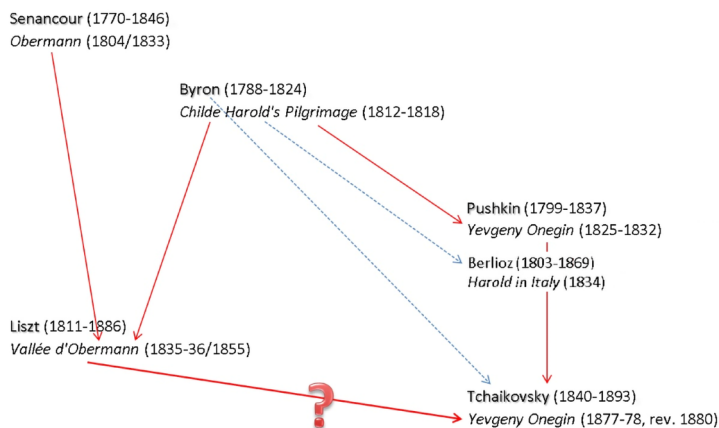 Senancour (1770-1846)
Obermann (1804/1833)
Byron (1788-1824)
Childe Harold's Pilgrimage (1812-1818)
Pushkin (1799-1837)
Yevgeny Onegin (1825-1832)
Berlioz (1803-1869)
Harold in Italy (1834)
Liszt (1811-1886)
Vallée d'Obermann (1835-36/1855)
?
Tchaikovsky (1840-1893)
Yevgeny Onegin (1877-78, rev. 1880)